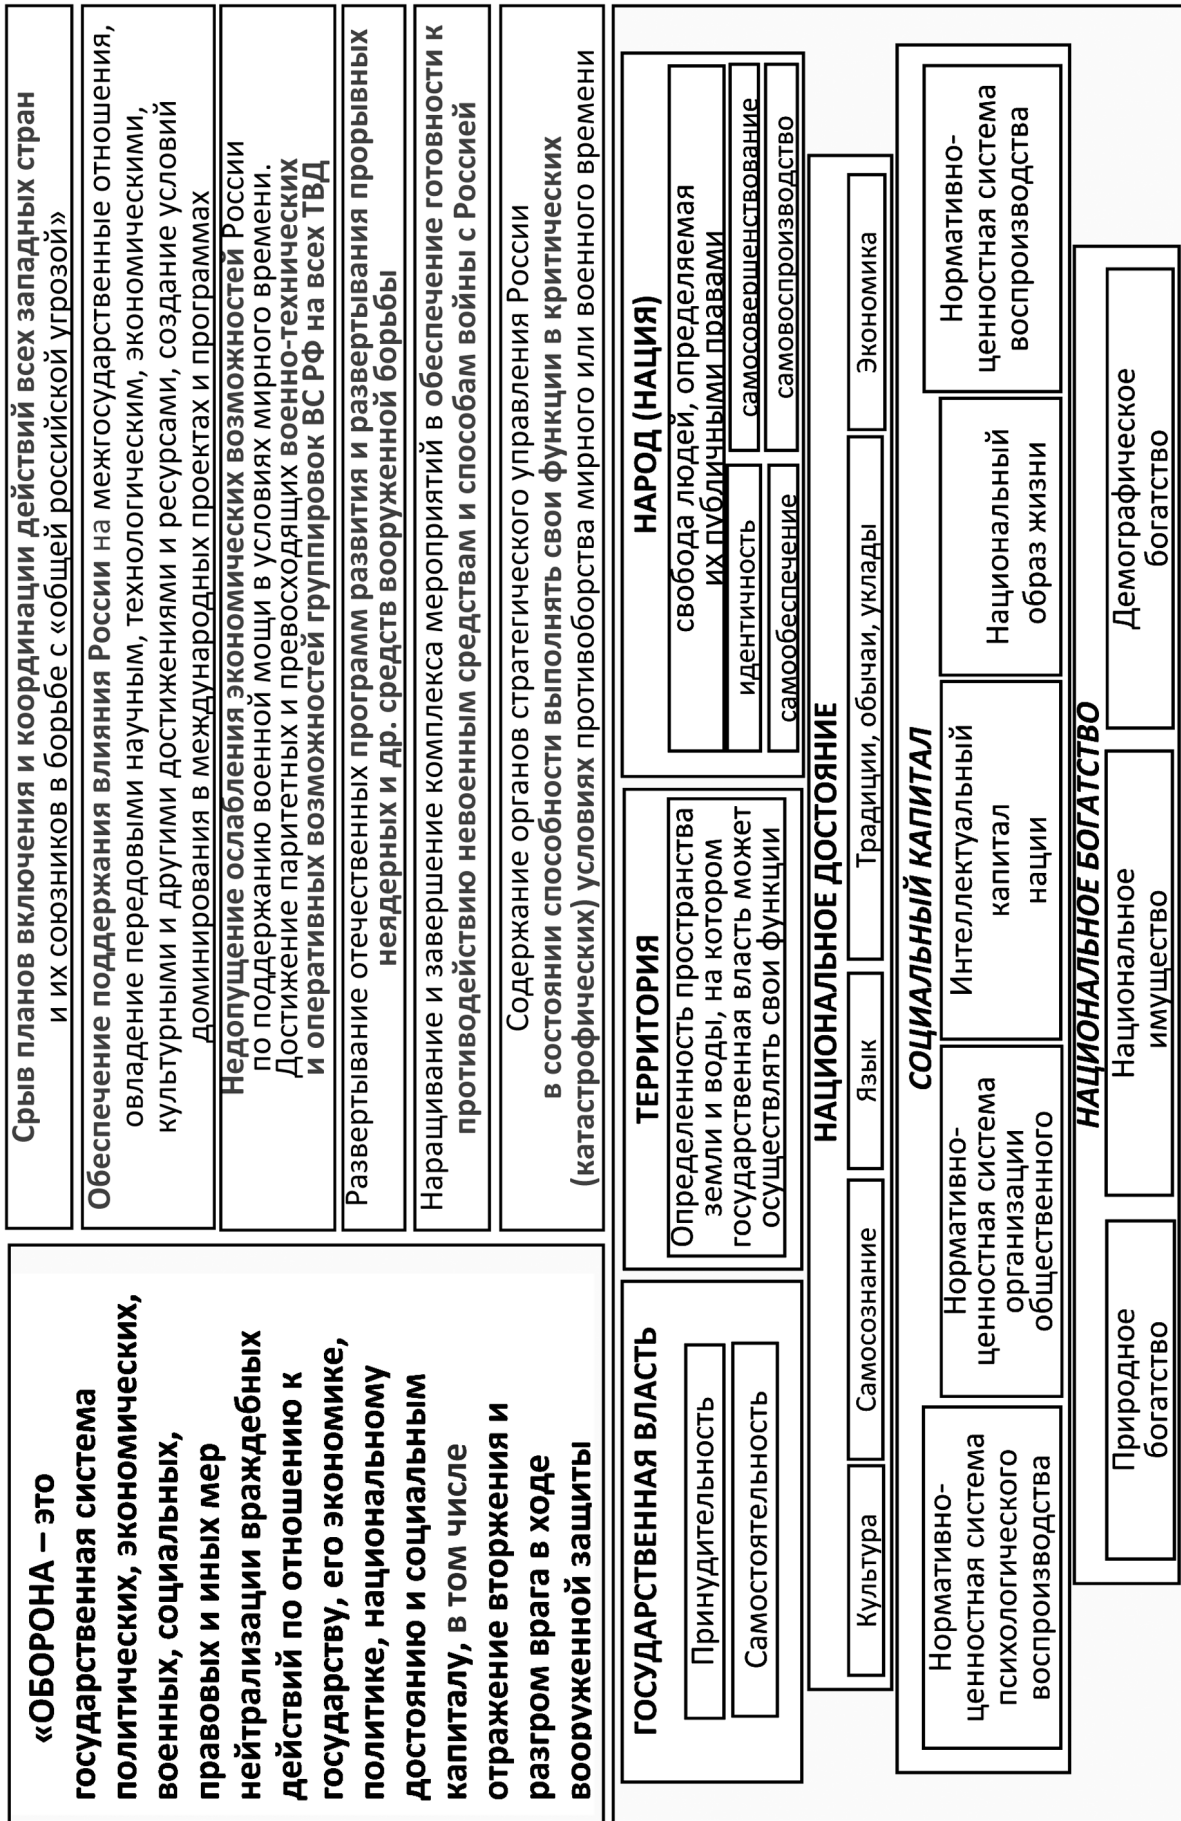 «ОБОРОНА – это
государственная система
политических, экономических,
военных, социальных,
правовых и иных мер
нейтрализации враждебных
действий по отношению к
государству, его экономике,
политике, национальному
достоянию и социальным
капиталу, в том числе
отражение вторжения и
разгром врага в ходе
вооруженной защиты
Срыв планов включения и координации действий всех западных стран
и их союзников в борьбе с «общей российской угрозой»
Обеспечение поддержания влияния России на межгосударственные отношения,
овладение передовыми научным, технологическим, экономическими,
культурными и другими достижениями и ресурсами, создание условий
доминирования в международных проектах и программах
Недопущение ослабления экономических возможностей России
по поддержанию военной мощи в условиях мирного времени.
Достижение паритетных и превосходящих военно-технических
и оперативных возможностей группировок ВС РФ на всех ТВД
Развертывание отечественных программ развития и развертывания прорывных
неядерных и др. средств вооруженной борьбы
Наращивание и завершение комплекса мероприятий в обеспечение готовности к
противодействию невоенным средствам и способам войны с Россией
Содержание органов стратегического управления России
в состоянии способности выполнять свои функции в критических
(катастрофических) условиях противоборства мирного или военного времени
ГОСУДАРСТВЕННАЯ ВЛАСТЬ
Принудительность
Самостоятельность
ТЕРРИТОРИЯ
Определенность пространства
земли и воды, на котором
государственная власть может
осуществлять свои функции
НАРОД (НАЦИЯ)
свобода людей, определяемая
их публичными правами
идентичность
самосовершенствование
самообеспечение
самовоспроизводство
НАЦИОНАЛЬНОЕ ДОСТОЯНИЕ
Культура
Самосознание
Язык
Традиции, обычаи, уклады
Экономика
СОЦИАЛЬНЫЙ КАПИТАЛ
Нормативно-
ценностная система
психологического
воспроизводства
Нормативно-
ценностная система
организации
общественного
Интеллектуальный
капитал
нации
Национальный
образ жизни
Нормативно-
ценностная система
воспроизводства
НАЦИОНАЛЬНОЕ БОГАТСТВО
Природное
богатство
Национальное
имущество
Демографическое
богатство